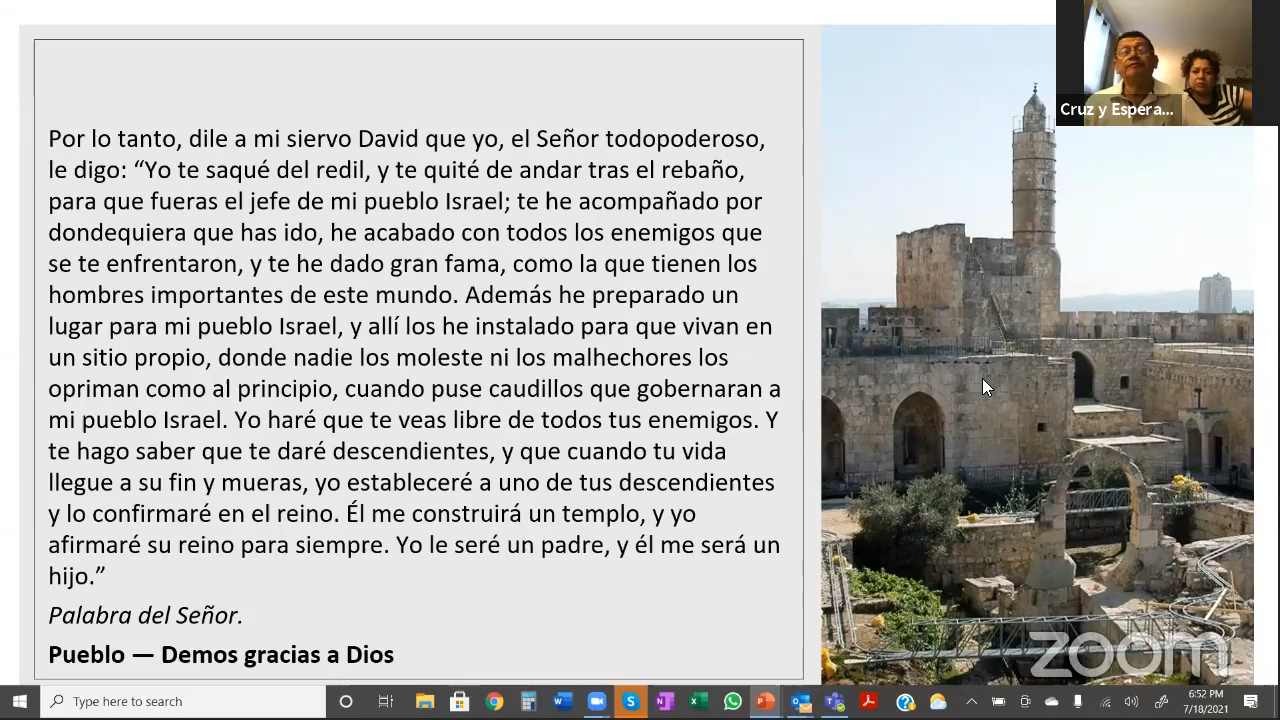 Cruz y Espera...
Por lo tanto, dile a mi siervo David que yo, el Señor todopoderoso,
le digo: “Yo te saqué del redil, y te quité de andar tras el rebaño,
para que fueras el jefe de mi pueblo Israel; te he acompañado por
dondequiera que has ido, he acabado con todos los enemigos que
se te enfrentaron, y te he dado gran fama, como la que tienen los
hombres importantes de este mundo. Además he preparado un
lugar para mi pueblo Israel, y allí los he instalado para que vivan en
un sitio propio, donde nadie los moleste ni los malhechores los
opriman como al principio, cuando puse caudillos que gobernaran a
mi pueblo Israel. Yo haré que te veas libre de todos tus enemigos. Y
te hago saber que te daré descendientes, y que cuando tu vida
llegue a su fin y mueras, yo estableceré a uno de tus descendientes
y lo confirmaré en el reino. Él me construirá un templo, y yo
afirmaré su reino para siempre. Yo le seré un padre, y él me será un
hijo.”
Palabra del Señor.
Pueblo — Demos gracias a Dios
zoom
Type here to search
6:52 PM
7/18/2021